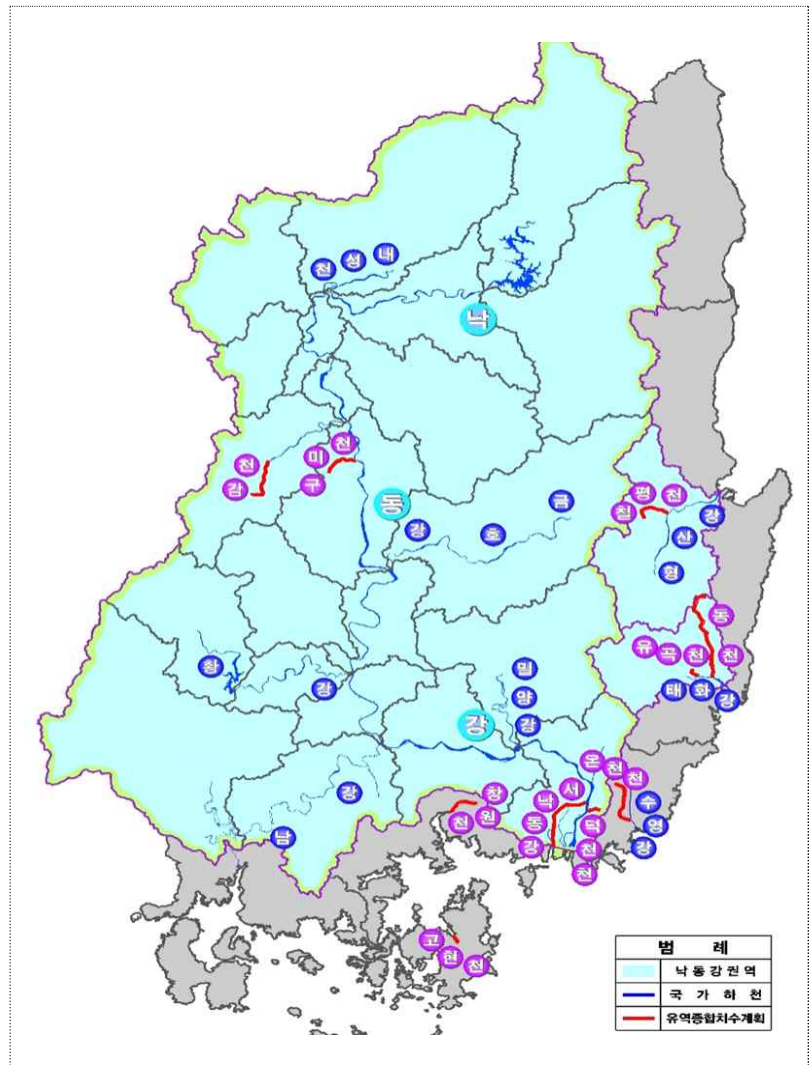 내성천
낙동강
감천
구미천
금호강
칠평천
형산강
동천
유곡천
태화강
황강
밀양강
남강
창원천
서낙동강
온천천
덕천천
수영강
고현천
범 례
낙동강권역
국가하천
유역종합치수계획